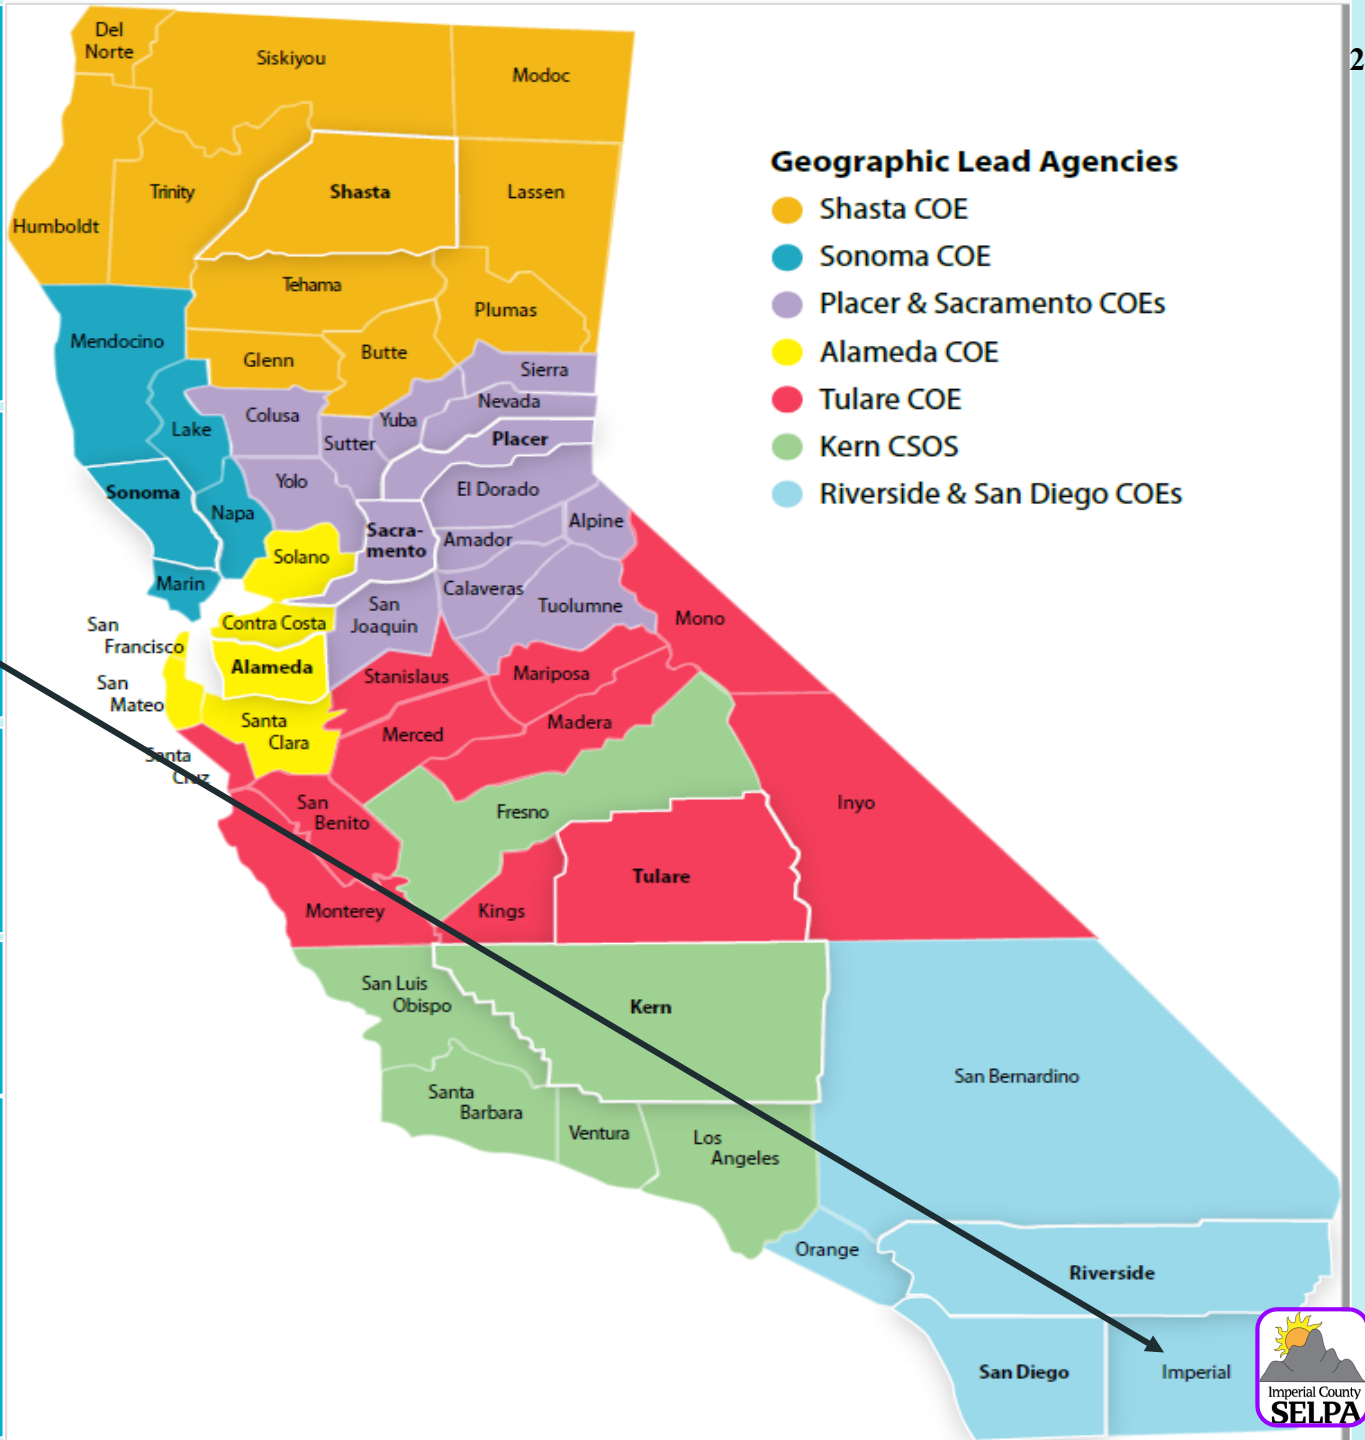 Del
Norte
Siskiyou
Modoc
2
Geographic Lead Agencies
Shasta COE
Sonoma COE
Placer & Sacramento COEs
Alameda COE
Tulare COE
Kern CSOS
Riverside & San Diego COEs
Humboldt
Trinity
Shasta
Lassen
Tehama
Plumas
Mendocino
Glenn
Butte
Sierra
Colusa
Yuba
Nevada
Lake
Sutter
Placer
Sonoma
Yolo
El Dorado
Napa
Sacra-
mento
Amador
Alpine
Solano
Marin
Calaveras
Tuolumne
San
Joaquin
Contra Costa
Mono
San
Francisco
Alameda
Stanislaus
Mariposa
San
Mateo
Santa
Clara
Merced
Madera
Santa
Cruz
San
Benito
Fresno
Inyo
Tulare
Monterey
Kings
San Luis
Obispo
Kern
San Bernardino
Santa
Barbara
Ventura
Los
Angeles
Orange
Riverside
San Diego
Imperial
Imperial County
SELPA